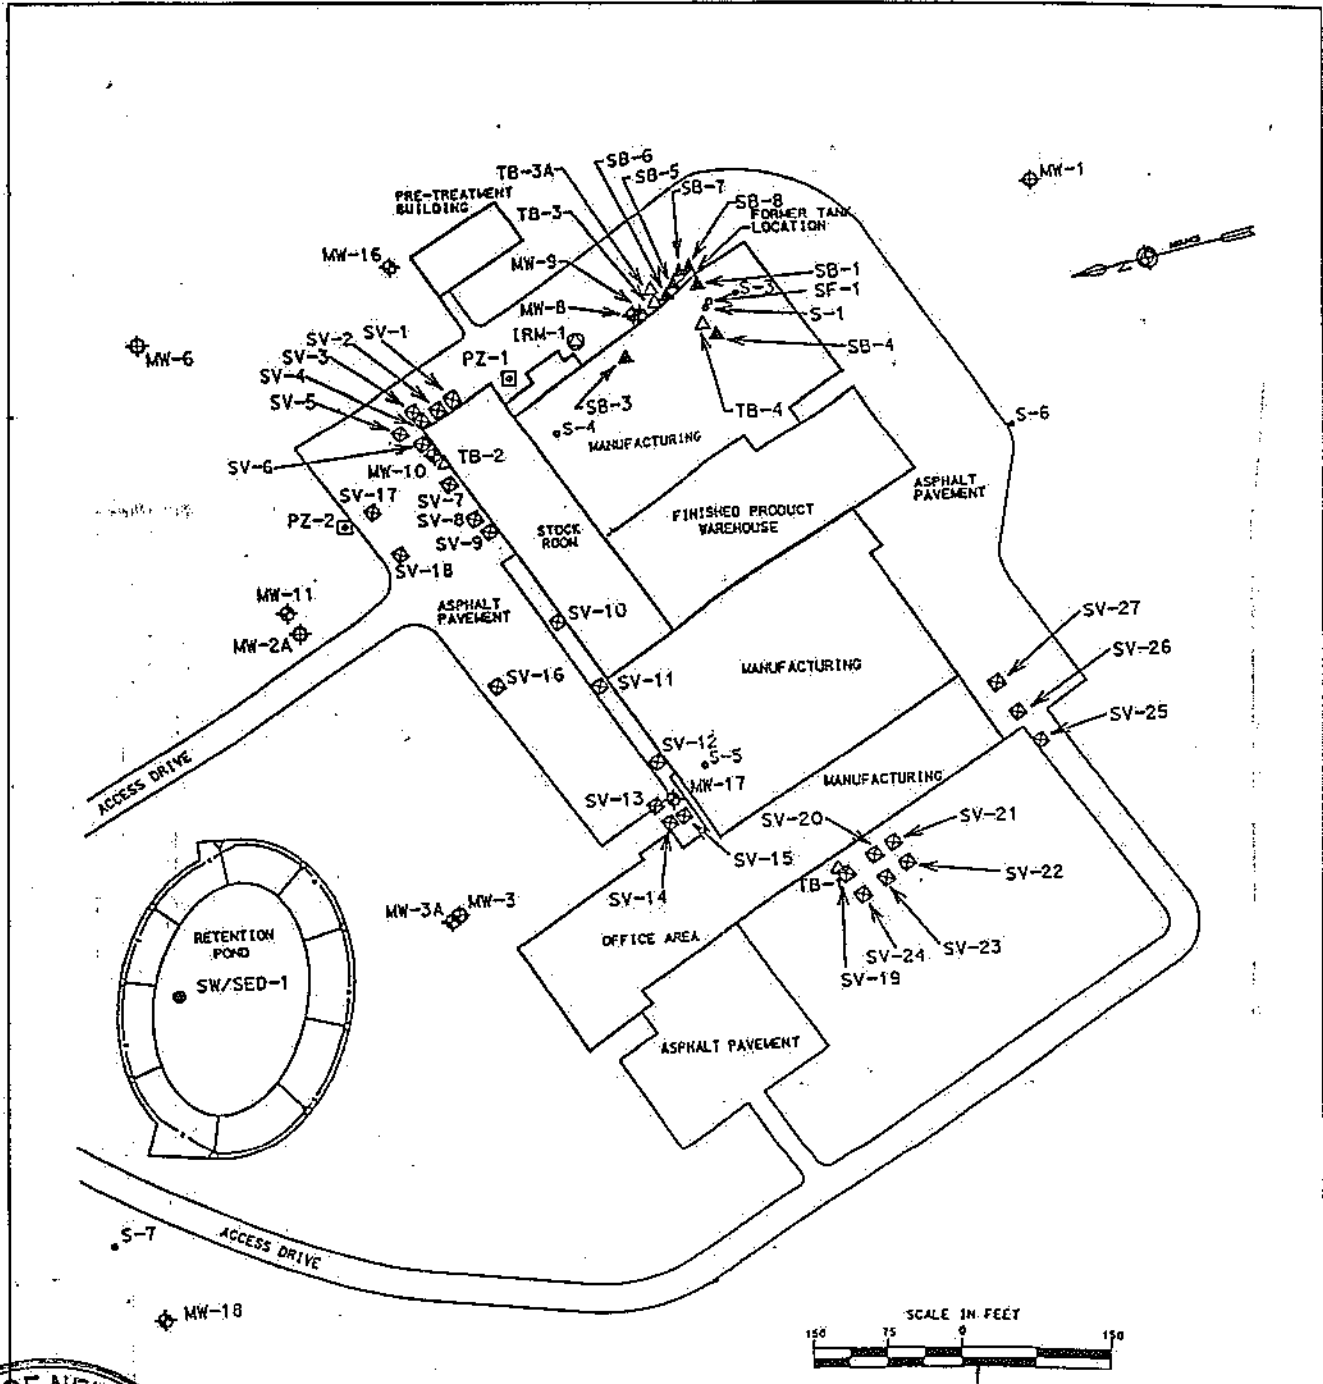 SB-6
TB-3A
SB-5
SB-7
MW-1
PRE-TREATMENT
BUILDING
TB-3
SB-8
FORMER TANK
LOCATION
MW-16
MW-9
SB-1
S-3
SF-1
MW-8
S-1
IRM-1
SV-1
SV-2
SV-3
MW-6
PZ-1
SB-4
SV-4
SV-5
SB-3
TB-4
S-6
S-4
MANUFACTURING
SV-6
MW-10
TB-2
ASPHALT
PAVEMENT
SV-17
SV-7
PZ-2
SV-8
FINISHED PRODUCT
WAREHOUSE
SV-9
STOCK
ROOM
SV-18
MW-11
ASPHALT
PAVEMENT
SV-10
SV-27
MW-2A
SV-26
MANUFACTURING
SV-16
SV-11
SV-25
SV-12
S-5
ACCESS DRIVE
MANUFACTURING
MW-17
SV-13
SV-20
SV-21
SV-15
SV-22
TB-1
SV-14
MW-3A
MW-3
RETENTION
POND
OFFICE AREA
SV-23
SV-24
SV-19
SW/SED-1
ASPHALT PAVEMENT
S-7
ACCESS DRIVE
MW-18
SCALE IN FEET
150 75 0 150